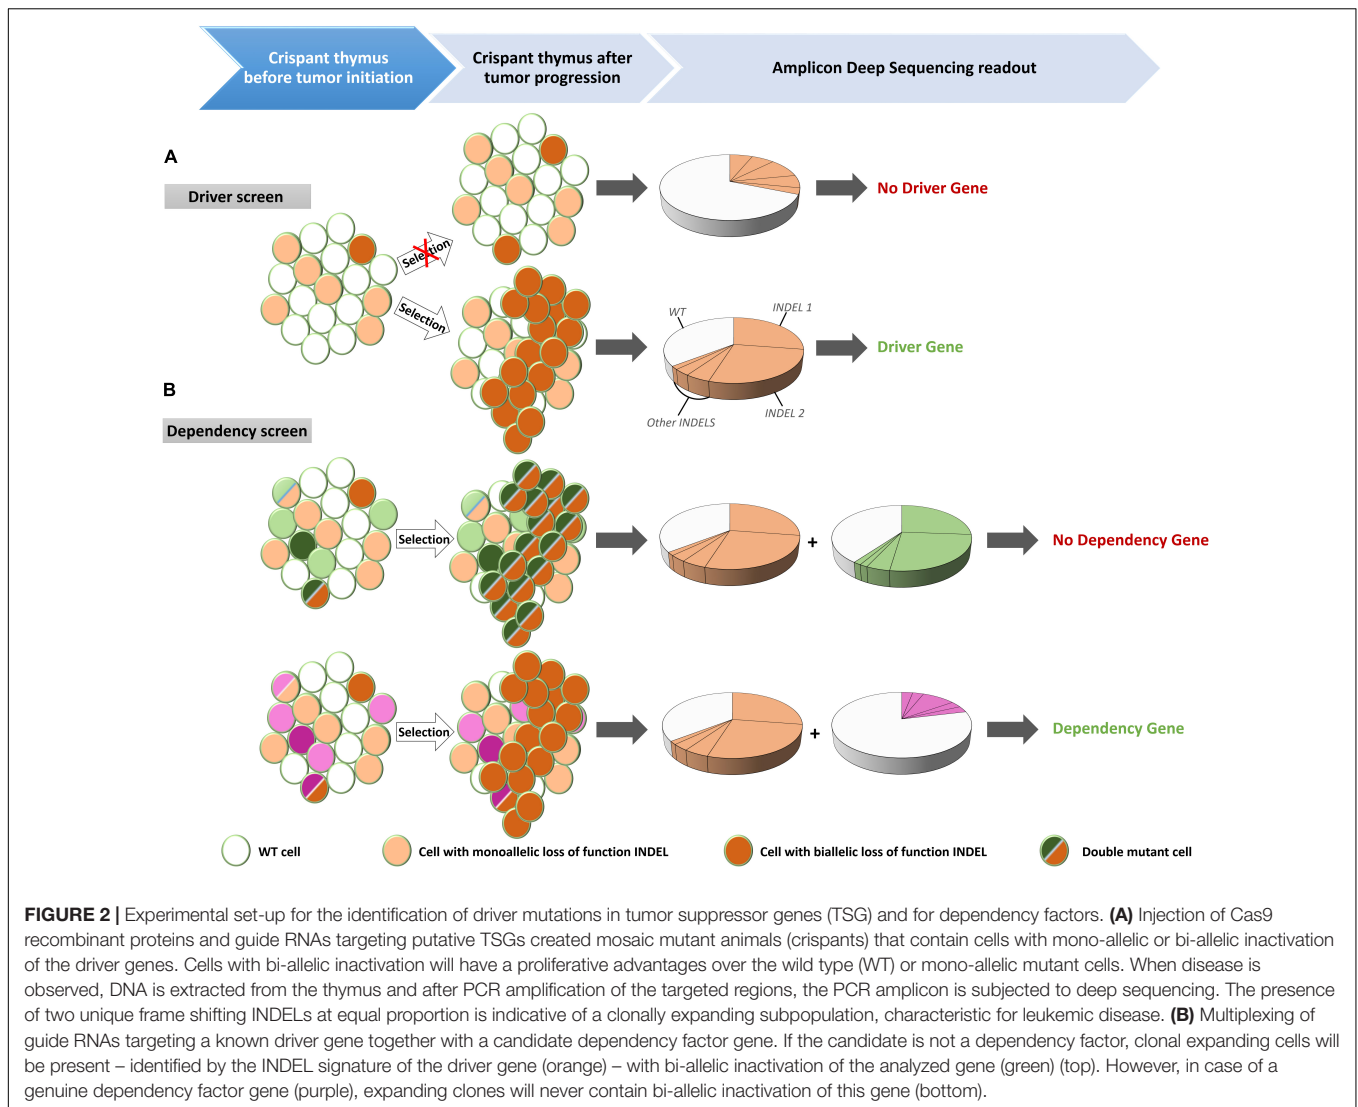 Crispant thymus
before tumor initiation
Crispant thymus after
tumor progression
Amplicon Deep Sequencing readout
A
Driver screen
Selection
No Driver Gene
Selection
WT
INDEL 1
INDEL 2
Other INDELS
Driver Gene
B
Dependency screen
Selection
+
No Dependency Gene
Selection
+
Dependency Gene
WT cell
Cell with monoallelic loss of function INDEL
Cell with biallelic loss of function INDEL
Double mutant cell
FIGURE 2 | Experimental set-up for the identification of driver mutations in tumor suppressor genes (TSG) and for dependency factors. (A) Injection of Cas9
recombinant proteins and guide RNAs targeting putative TSGs created mosaic mutant animals (crispants) that contain cells with mono-allelic or bi-allelic inactivation
of the driver genes. Cells with bi-allelic inactivation will have a proliferative advantages over the wild type (WT) or mono-allelic mutant cells. When disease is
observed, DNA is extracted from the thymus and after PCR amplification of the targeted regions, the PCR amplicon is subjected to deep sequencing. The presence
of two unique frame shifting INDELs at equal proportion is indicative of a clonally expanding subpopulation, characteristic for leukemic disease. (B) Multiplexing of
guide RNAs targeting a known driver gene together with a candidate dependency factor gene. If the candidate is not a dependency factor, clonal expanding cells will
be present – identified by the INDEL signature of the driver gene (orange) – with bi-allelic inactivation of the analyzed gene (green) (top). However, in case of a
genuine dependency factor gene (purple), expanding clones will never contain bi-allelic inactivation of this gene (bottom).